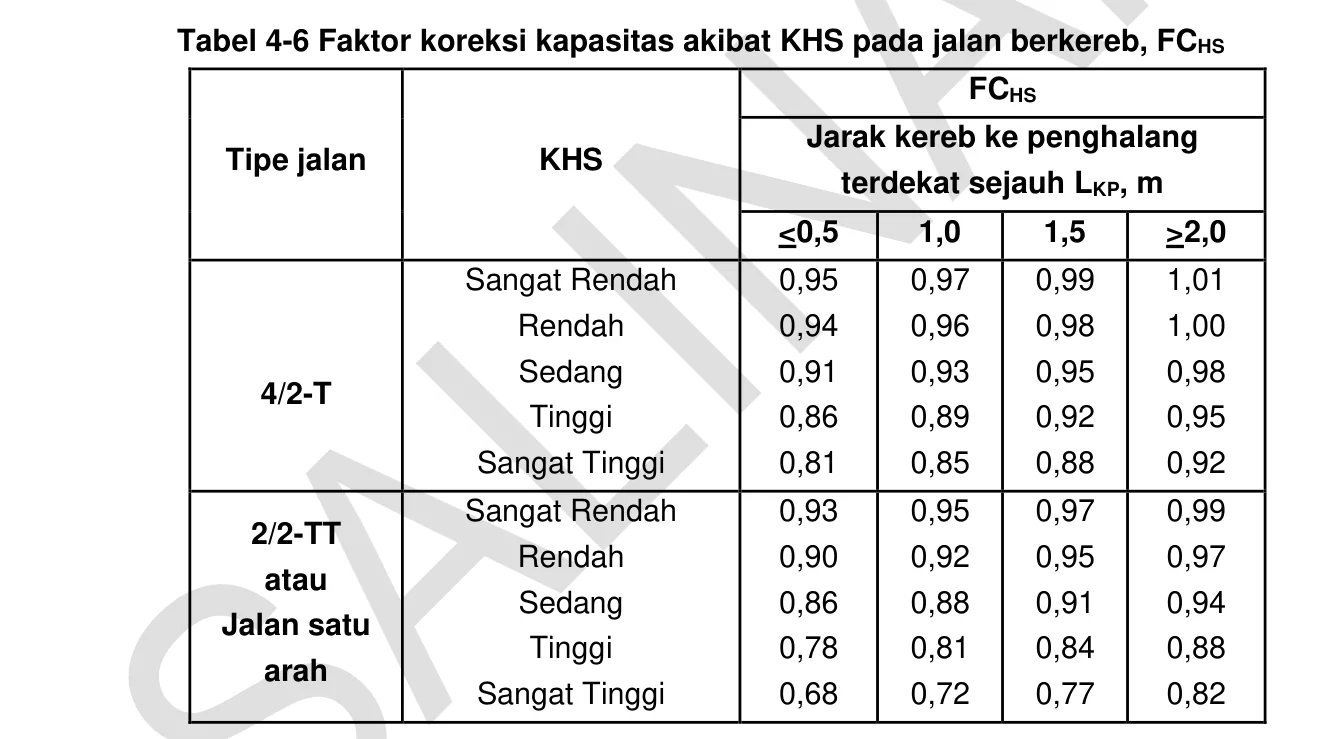 Tabel 4-6 Faktor koreksi kapasitas akibat KHS pada jalan berkereb, FCHS
Tipe jalan KHS FCHS
Jarak kereb ke penghalang
terdekat sejauh LKP, m
≤0,5 1,0 1,5 ≥2,0
4/2-T
Sangat Rendah 0,95 0,97 0,99 1,01
Rendah 0,94 0,96 0,98 1,00
Sedang 0,91 0,93 0,95 0,98
Tinggi 0,86 0,89 0,92 0,95
Sangat Tinggi 0,81 0,85 0,88 0,92
2/2-TT
atau
Jalan satu
arah
Sangat Rendah 0,93 0,95 0,97 0,99
Rendah 0,90 0,92 0,95 0,97
Sedang 0,86 0,88 0,91 0,94
Tinggi 0,78 0,81 0,84 0,88
Sangat Tinggi 0,68 0,72 0,77 0,82
SALINA